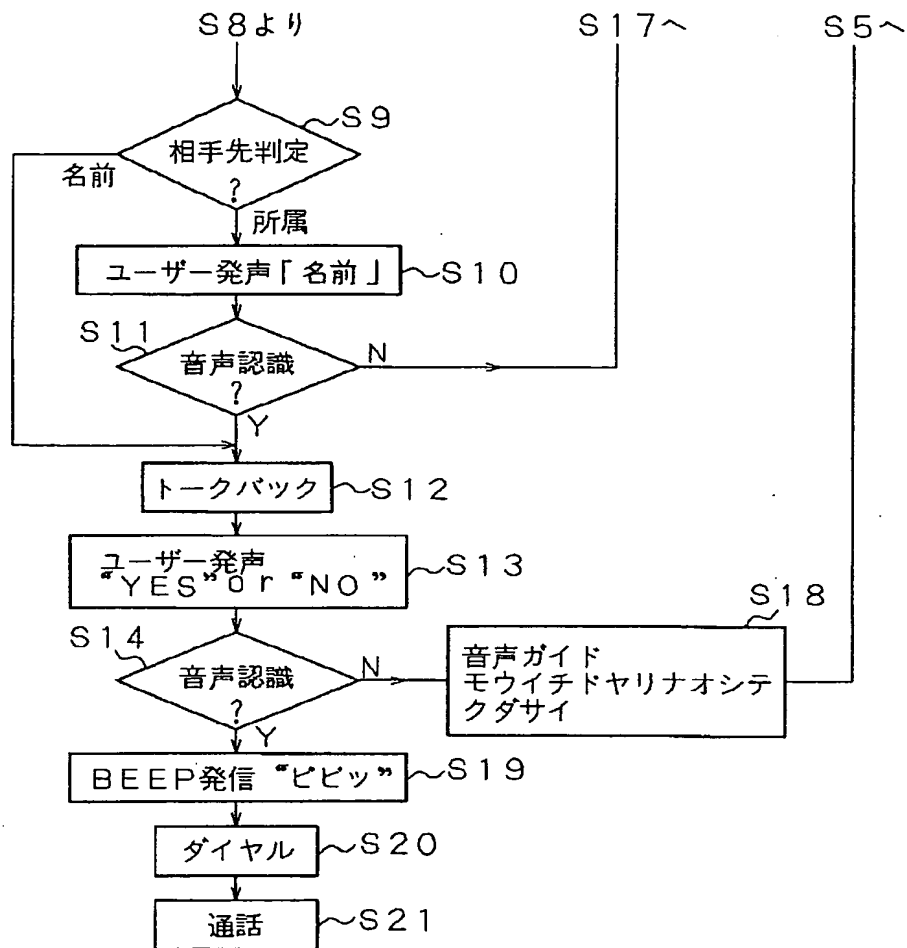 S8より
S17へ
S5へ
S9
相手先判定
?
名前
所属
ユーザー発声「名前」
S10
S11
音声認識
?
N
Y
トークバック
S12
ユーザー発声
“YES”or“NO”
S13
S14
音声認識
?
N
Y
S18
音声ガイド
モウイチドヤリナオシテ
クダサイ
BEEP発信“ピピッ”
S19
ダイヤル
S20
通話
S21